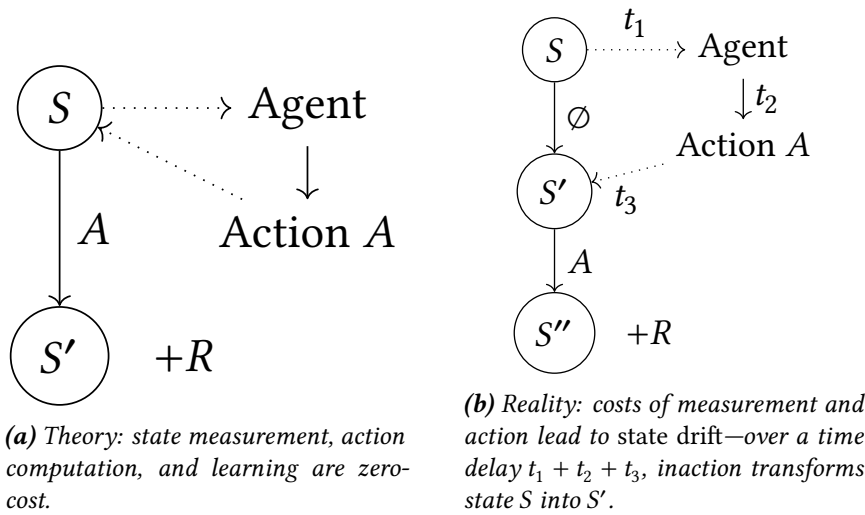 S
Agent
Action A
A
S′
+R
(a) Theory: state measurement, action
computation, and learning are zero-
cost.
S
t₁
Agent
t₂
∅
Action A
S′
t₃
A
S″
+R
(b) Reality: costs of measurement and
action lead to state drift—over a time
delay t₁ + t₂ + t₃, inaction transforms
state S into S′.